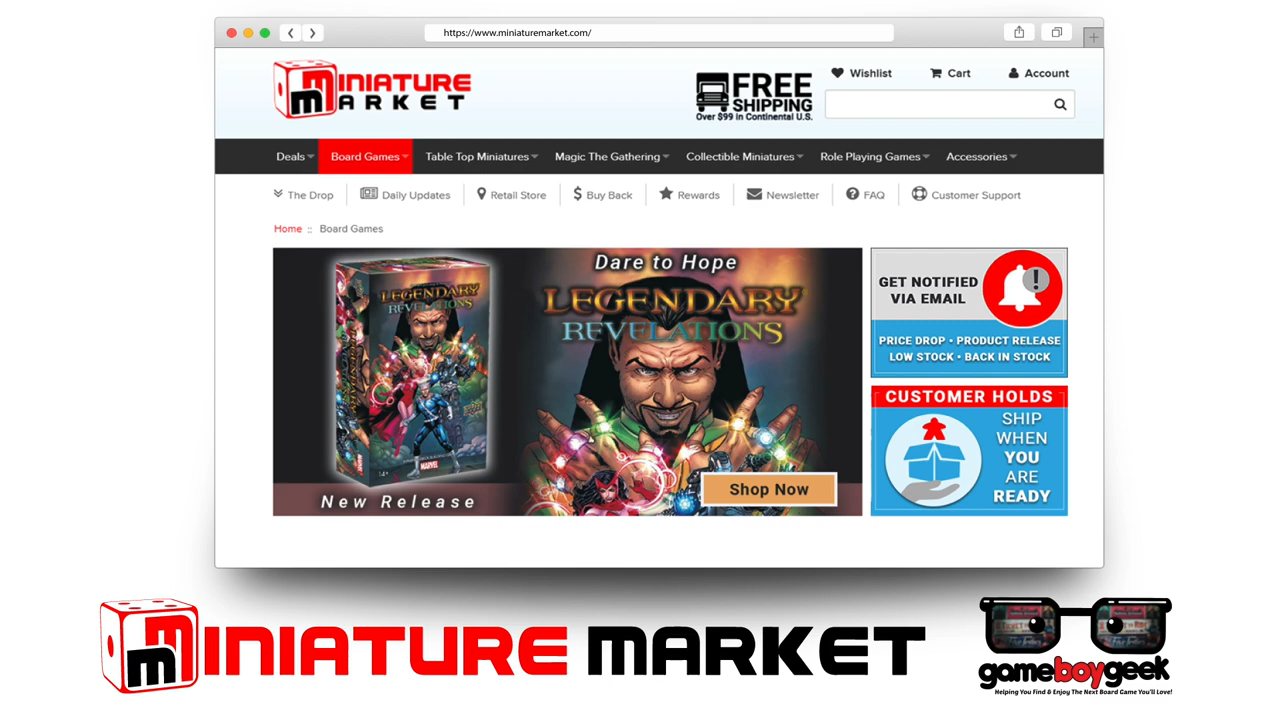 https://www.miniaturemarket.com/
MINIATURE
MARKET
FREE
SHIPPING
Over $99 in Continental U.S.
Wishlist
Cart
Account
Deals
Board Games
Table Top Miniatures
Magic The Gathering
Collectible Miniatures
Role Playing Games
Accessories
The Drop
Daily Updates
Retail Store
Buy Back
Rewards
Newsletter
FAQ
Customer Support
Home :: Board Games
LEGENDARY
REVELATIONS
MARVEL
New Release
Dare to Hope
LEGENDARY
REVELATIONS
Shop Now
GET NOTIFIED
VIA EMAIL
PRICE DROP • PRODUCT RELEASE
LOW STOCK • BACK IN STOCK
CUSTOMER HOLDS
SHIP
WHEN
YOU
ARE
READY
MINIATURE MARKET
gameboygeek
Helping You Find & Enjoy The Next Board Game You'll Love!